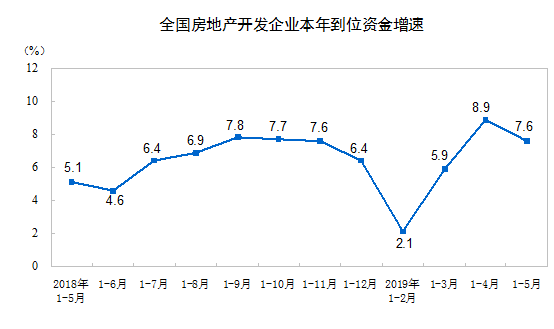 全国房地产开发企业本年到位资金增速
(%)
12
10
8
6
4
2
0
5.1
4.6
6.4
6.9
7.8
7.7
7.6
6.4
2.1
5.9
8.9
7.6
2018年
1-5月
1-6月
1-7月
1-8月
1-9月
1-10月
1-11月
1-12月
2019年
1-2月
1-3月
1-4月
1-5月